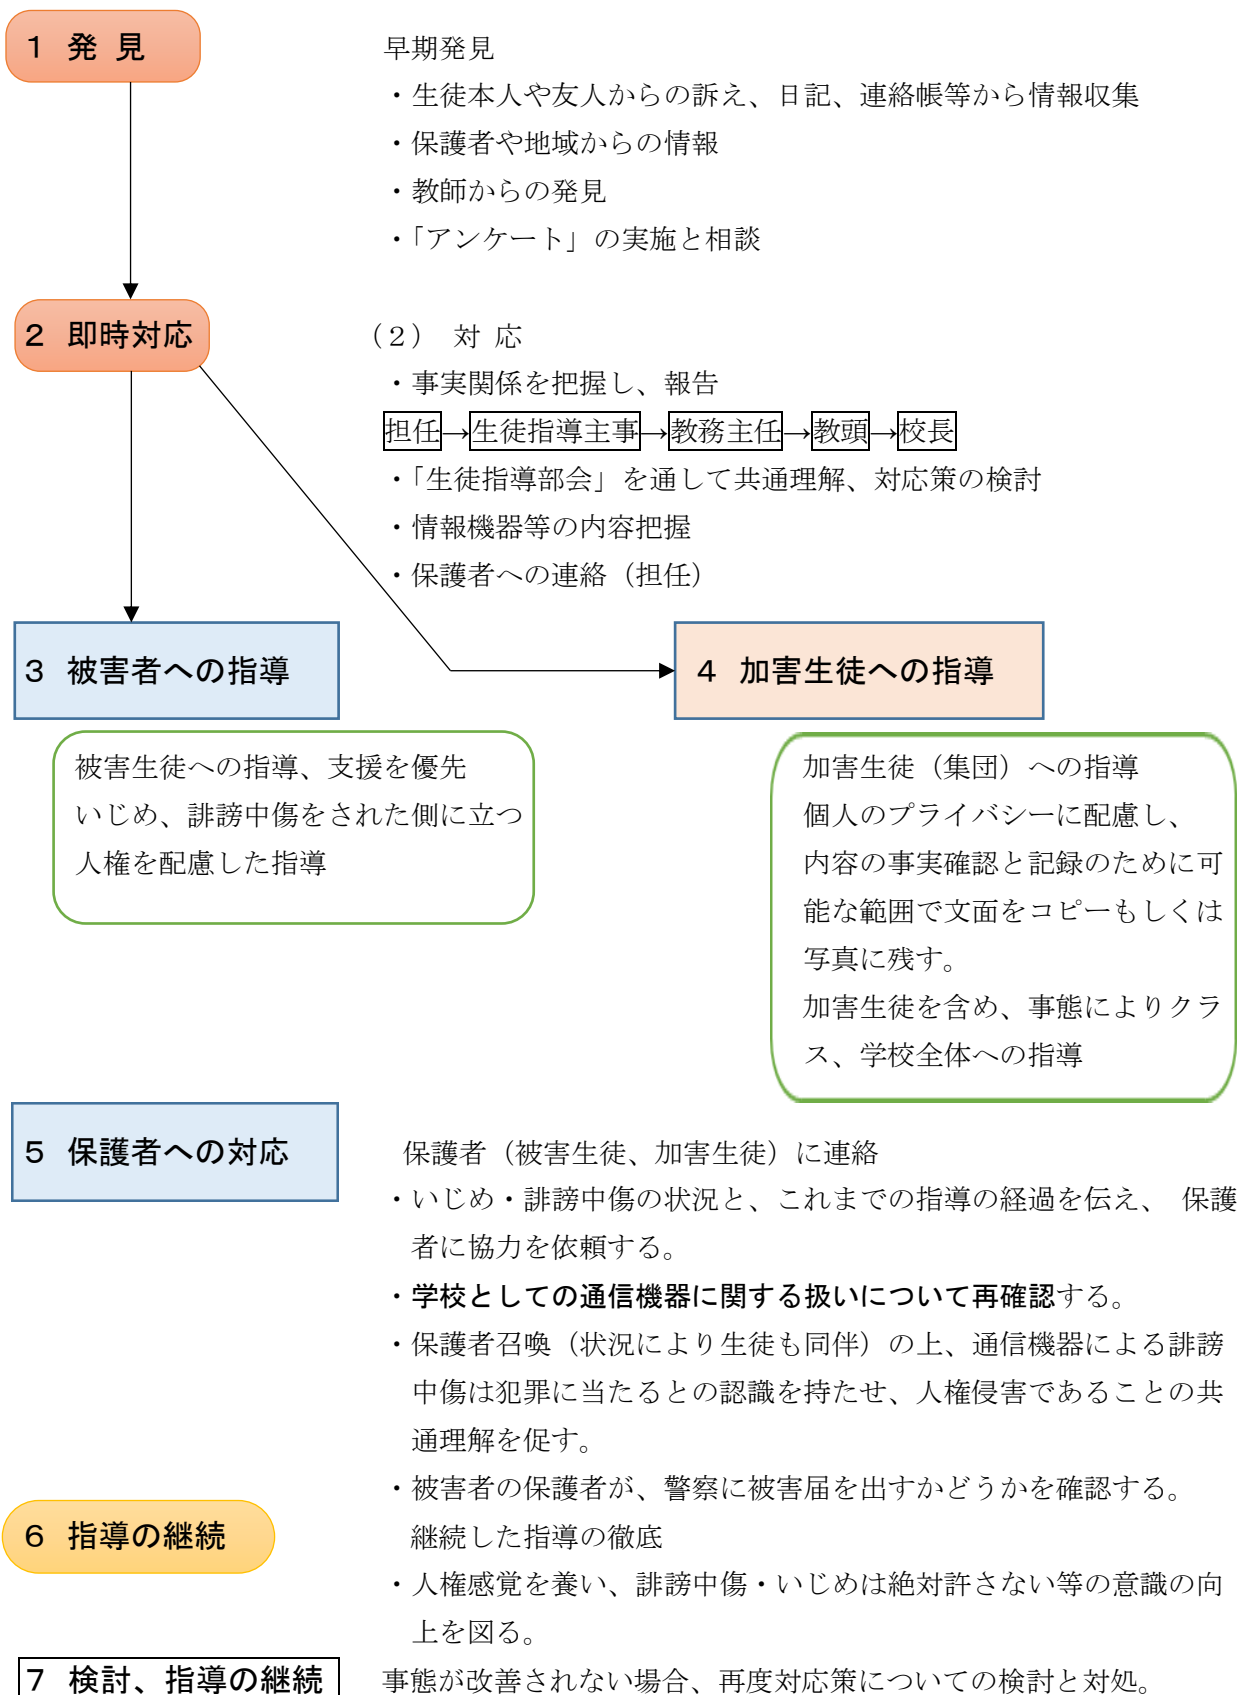 １ 発 見
早期発見
・生徒本人や友人からの訴え、日記、連絡帳等から情報収集
・保護者や地域からの情報
・教師からの発見
・「アンケート」の実施と相談
２ 即時対応
（２） 対 応
・事実関係を把握し、報告
担任→生徒指導主事→教務主任→教頭→校長
・「生徒指導部会」を通して共通理解、対応策の検討
・情報機器等の内容把握
・保護者への連絡（担任）
３ 被害者への指導
４ 加害生徒への指導
被害生徒への指導、支援を優先
いじめ、誹謗中傷をされた側に立つ
人権を配慮した指導
加害生徒（集団）への指導
個人のプライバシーに配慮し、
内容の事実確認と記録のために可
能な範囲で文面をコピーもしくは
写真に残す。
加害生徒を含め、事態によりクラ
ス、学校全体への指導
５ 保護者への対応
保護者（被害生徒、加害生徒）に連絡
・いじめ・誹謗中傷の状況と、これまでの指導の経過を伝え、 保護
者に協力を依頼する。
・学校としての通信機器に関する扱いについて再確認する。
・保護者召喚（状況により生徒も同伴）の上、通信機器による誹謗
中傷は犯罪に当たるとの認識を持たせ、人権侵害であることの共
通理解を促す。
・被害者の保護者が、警察に被害届を出すかどうかを確認する。
６ 指導の継続
継続した指導の徹底
・人権感覚を養い、誹謗中傷・いじめは絶対許さない等の意識の向
上を図る。
７ 検討、指導の継続
事態が改善されない場合、再度対応策についての検討と対処。